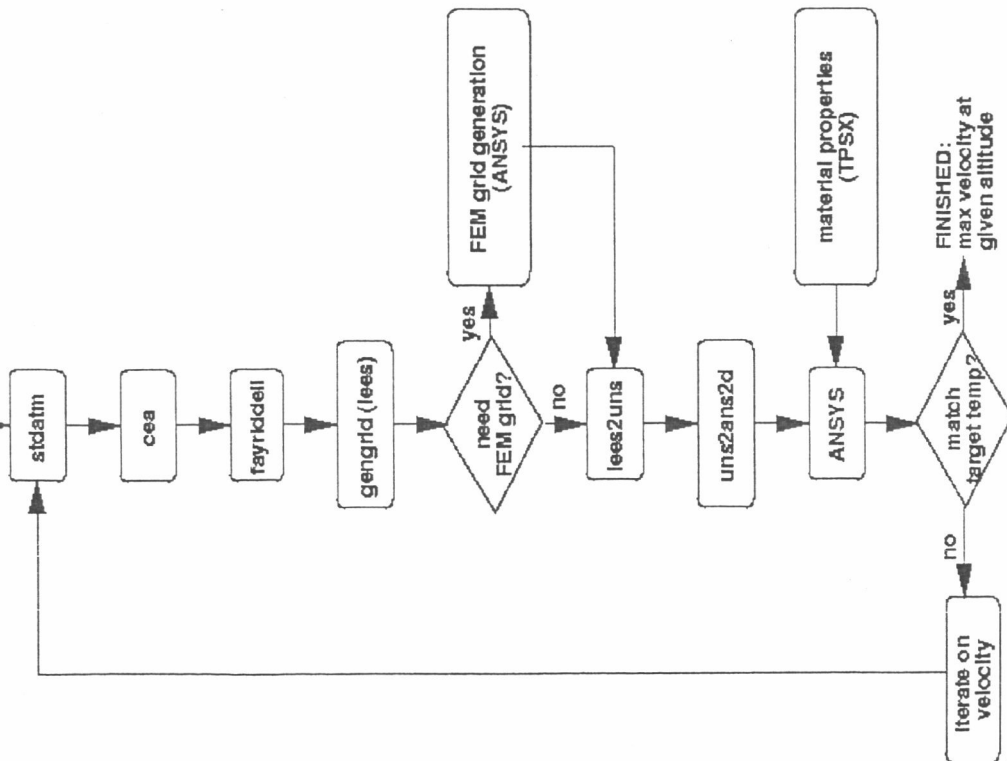 stdatm
cea
fayriddell
gengrid (lees)
need
FEM grid?
yes
FEM grid generation
(ANSYS)
no
lees2uns
uns2ans2d
material properties
(TPSX)
ANSYS
match
target temp?
yes
FINISHED:
max velocity at
given altitude
no
Iterate on
velocity